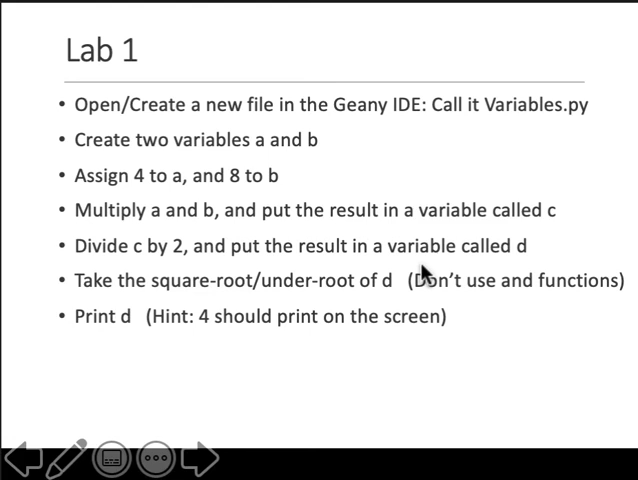 Lab 1
• Open/Create a new file in the Geany IDE: Call it Variables.py
• Create two variables a and b
• Assign 4 to a, and 8 to b
• Multiply a and b, and put the result in a variable called c
• Divide c by 2, and put the result in a variable called d
• Take the square-root/under-root of d (Don't use and functions)
• Print d (Hint: 4 should print on the screen)